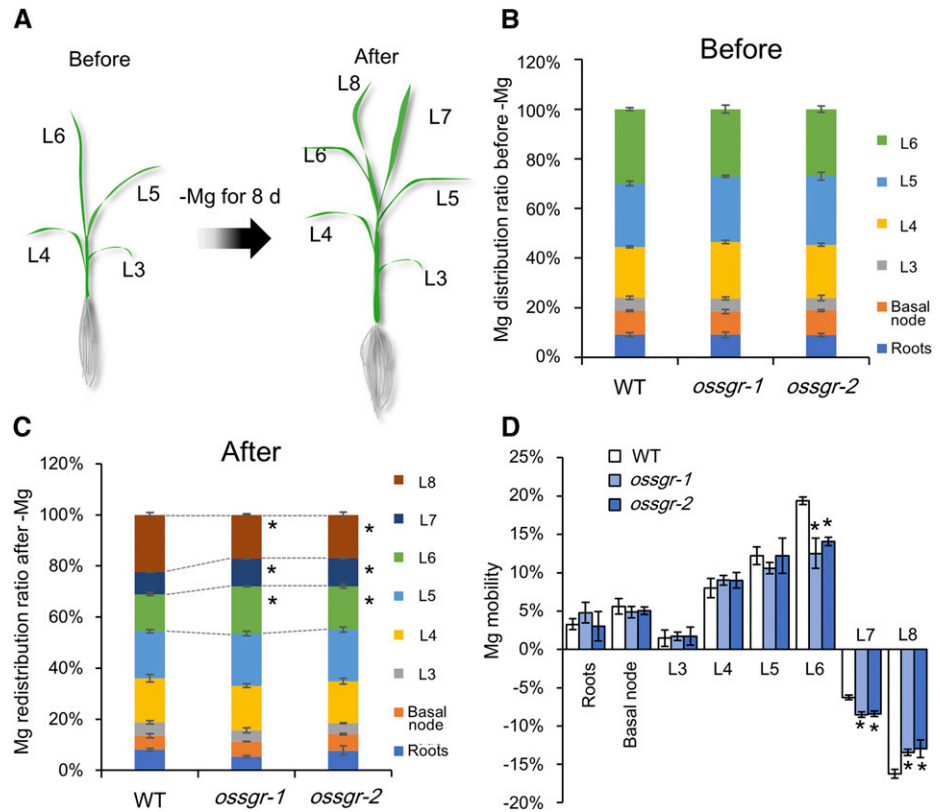 A
Before
After
L6
L5
L4
L3
-Mg for 8 d
L8
L7
L6
L5
L4
L3
B
Before
Mg distribution ratio before -Mg
120%
100%
80%
60%
40%
20%
0%
WT
ossgr-1
ossgr-2
L6
L5
L4
L3
Basal
node
Roots
C
After
Mg redistribution ratio after -Mg
120%
100%
80%
60%
40%
20%
0%
*
*
*
*
*
*
WT
ossgr-1
ossgr-2
L8
L7
L6
L5
L4
L3
Basal
node
Roots
D
WT
ossgr-1
ossgr-2
Mg mobility
25%
20%
15%
10%
5%
0%
-5%
-10%
-15%
-20%
Roots
Basal node
L3
L4
L5
L6
L7
L8
* *
* *
* *